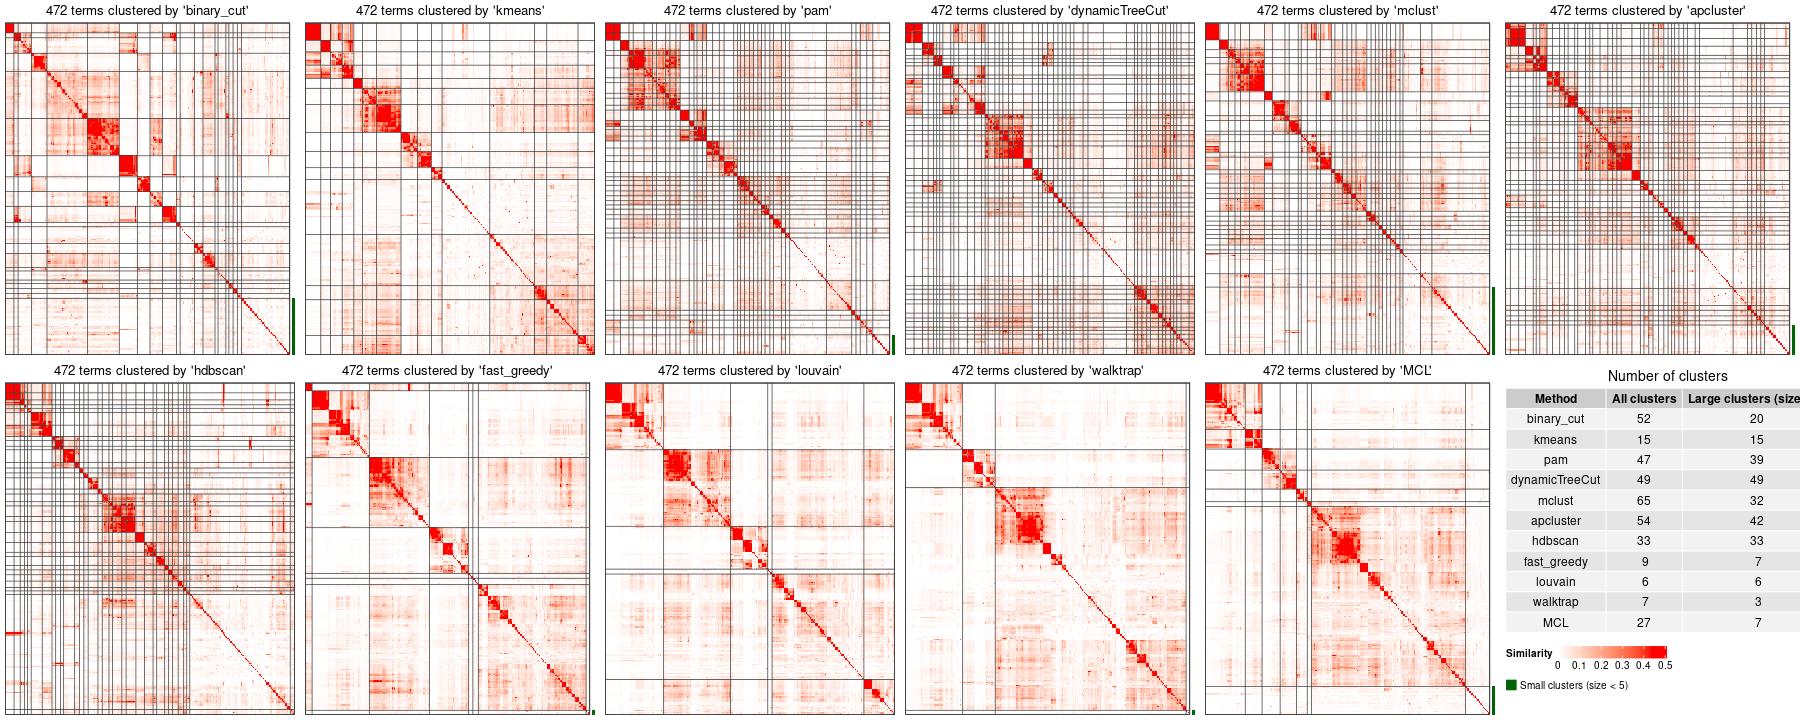 472 terms clustered by 'binary_cut'
472 terms clustered by 'kmeans'
472 terms clustered by 'pam'
472 terms clustered by 'dynamicTreeCut'
472 terms clustered by 'mclust'
472 terms clustered by 'apcluster'
472 terms clustered by 'hdbscan'
472 terms clustered by 'fast_greedy'
472 terms clustered by 'louvain'
472 terms clustered by 'walktrap'
472 terms clustered by 'MCL'
Number of clusters
Method All clusters Large clusters (size
binary_cut 52 20
kmeans 15 15
pam 47 39
dynamicTreeCut 49 49
mclust 65 32
apcluster 54 42
hdbscan 33 33
fast_greedy 9 7
louvain 6 6
walktrap 7 3
MCL 27 7
Similarity
0 0.1 0.2 0.3 0.4 0.5
Small clusters (size < 5)